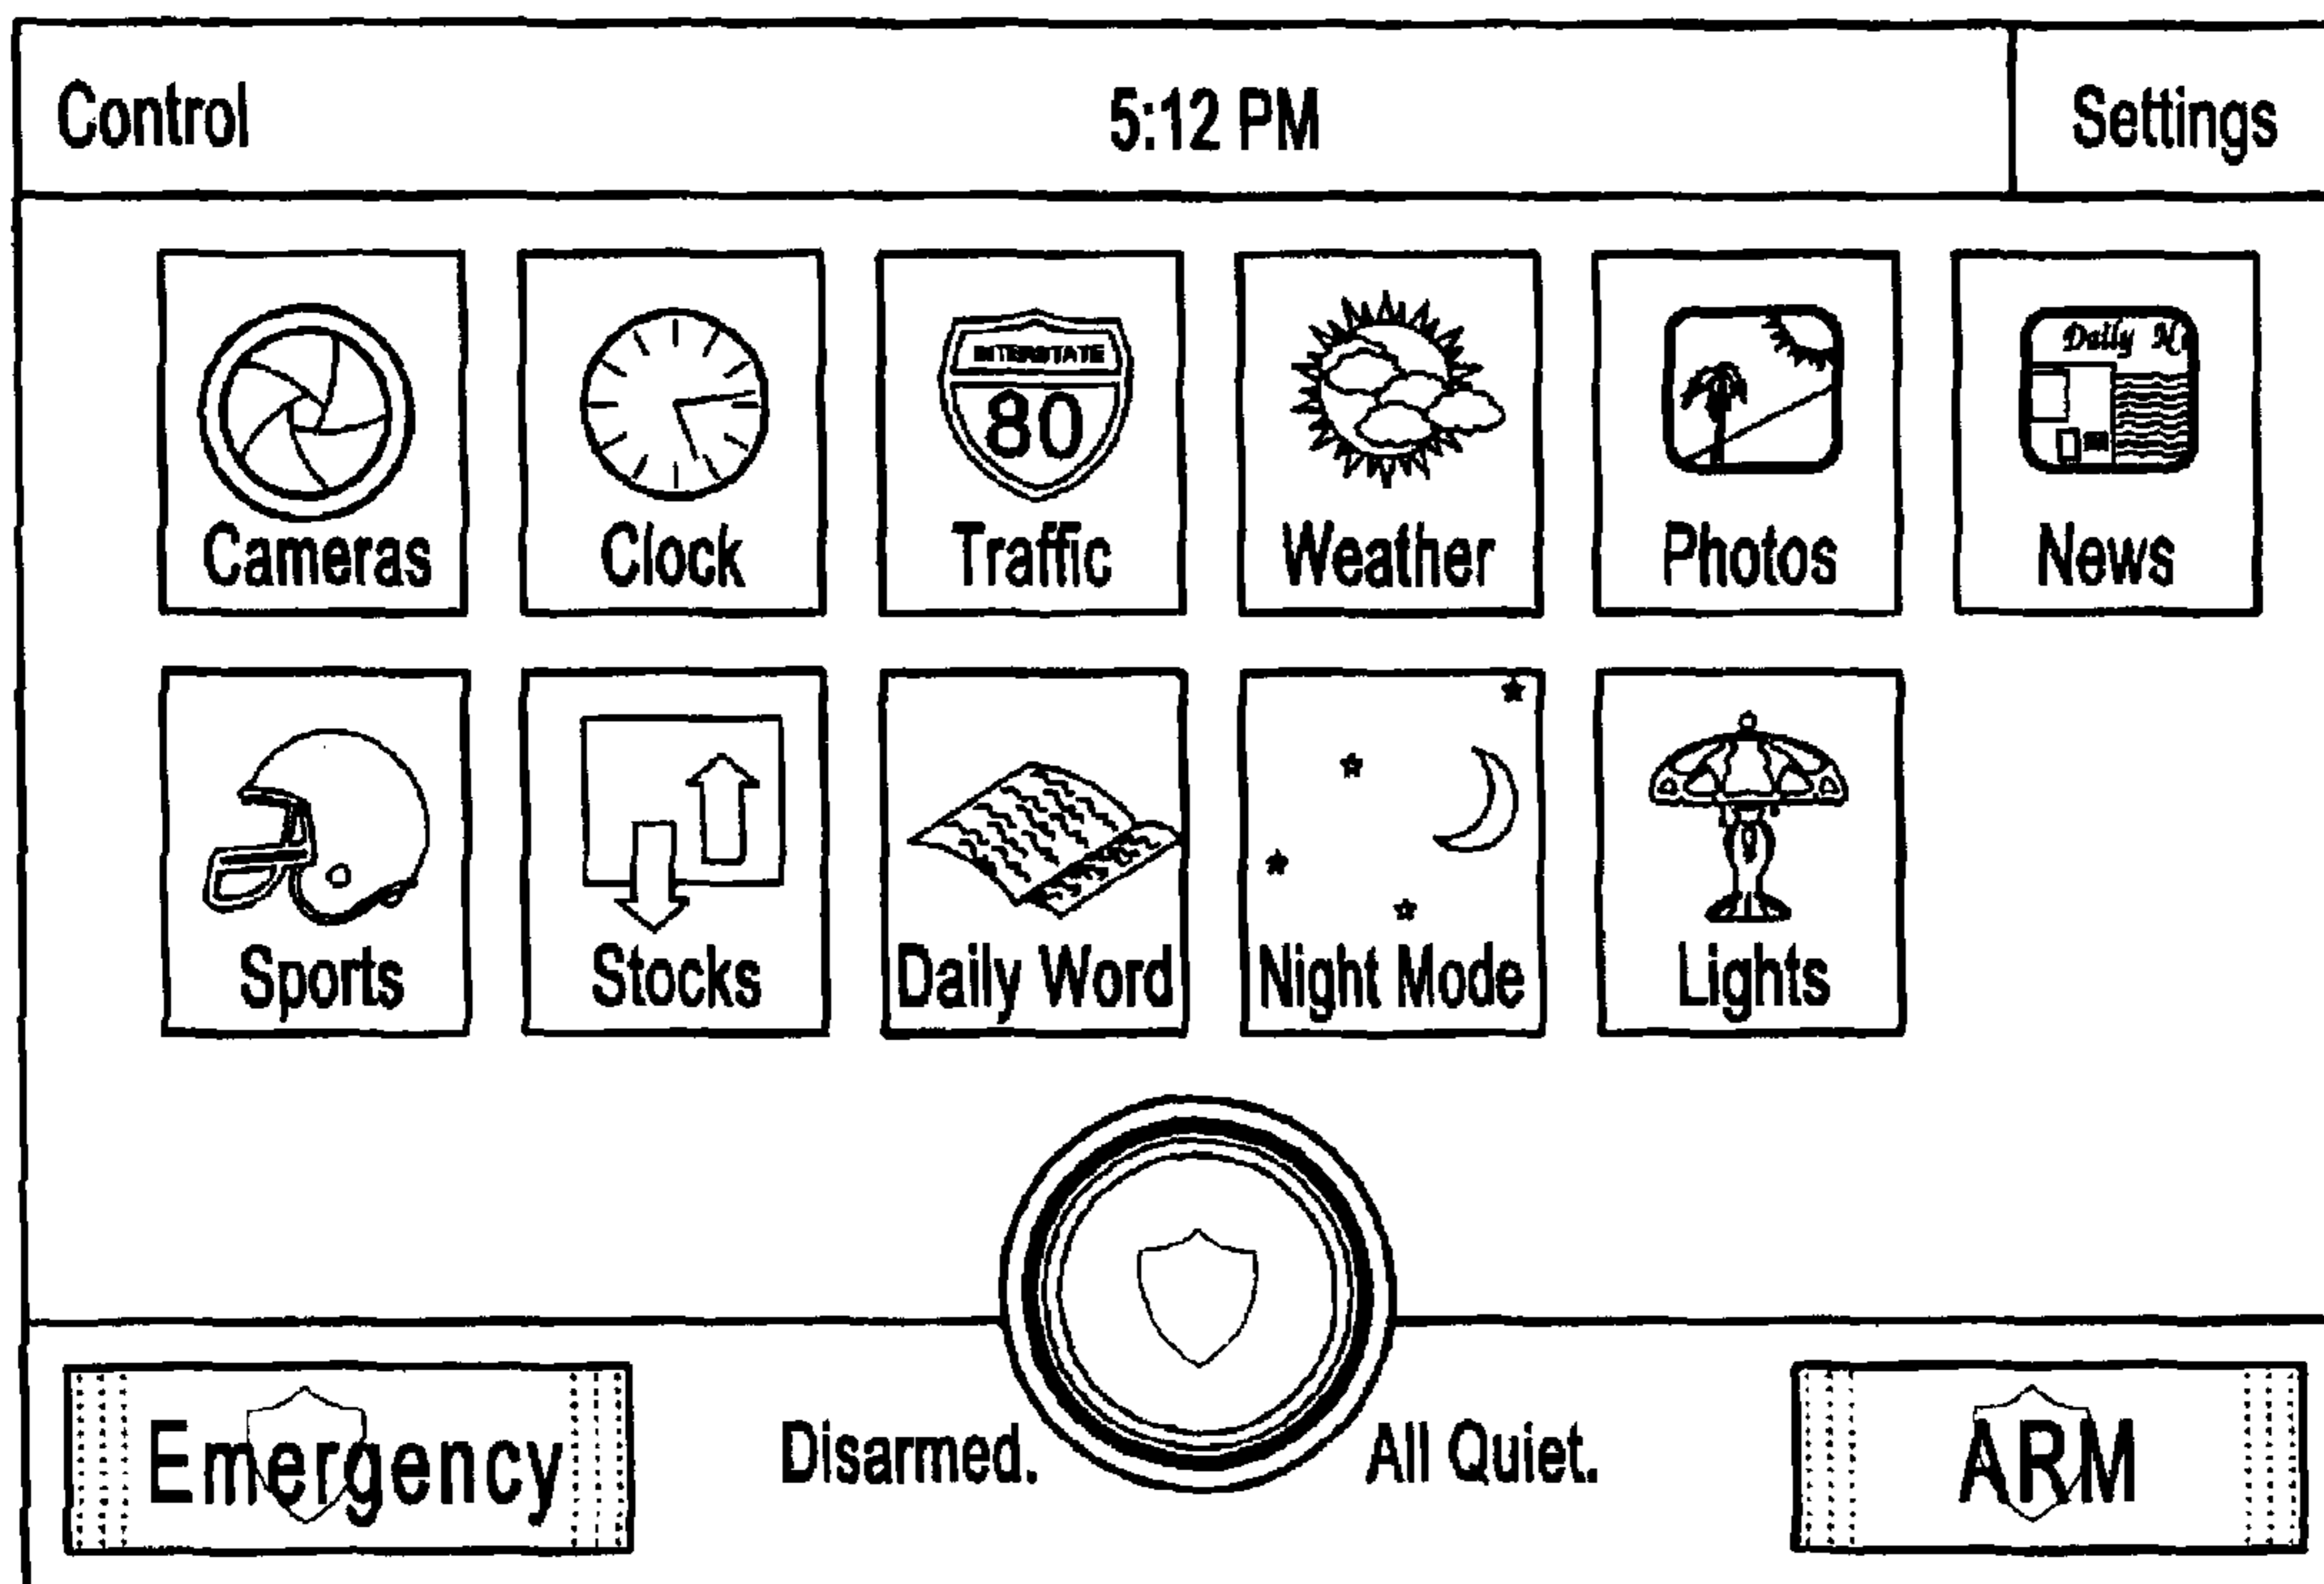 Control 5:12 PM Settings
INTERSTATE
80
Daily
Cameras Clock Traffic Weather Photos News
Sports Stocks Daily Word Night Mode Lights
Emergency Disarmed. All Quiet. ARM